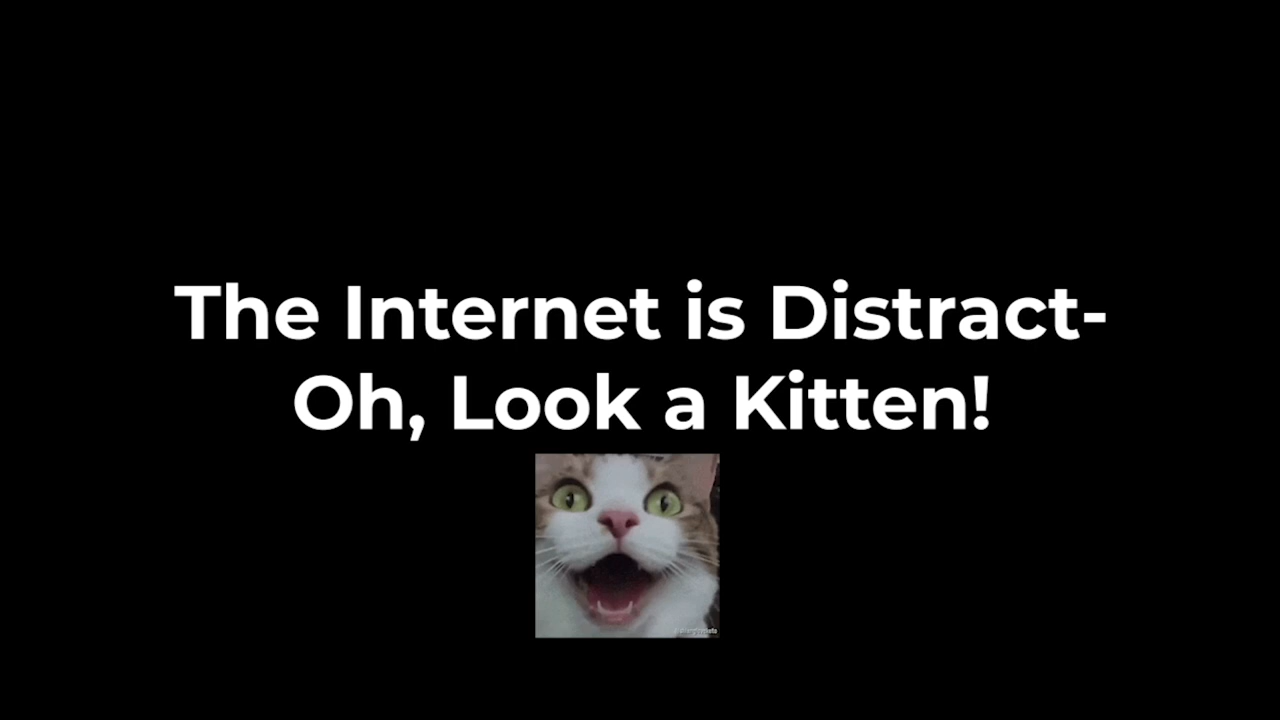 The Internet is Distract-
Oh, Look a Kitten!